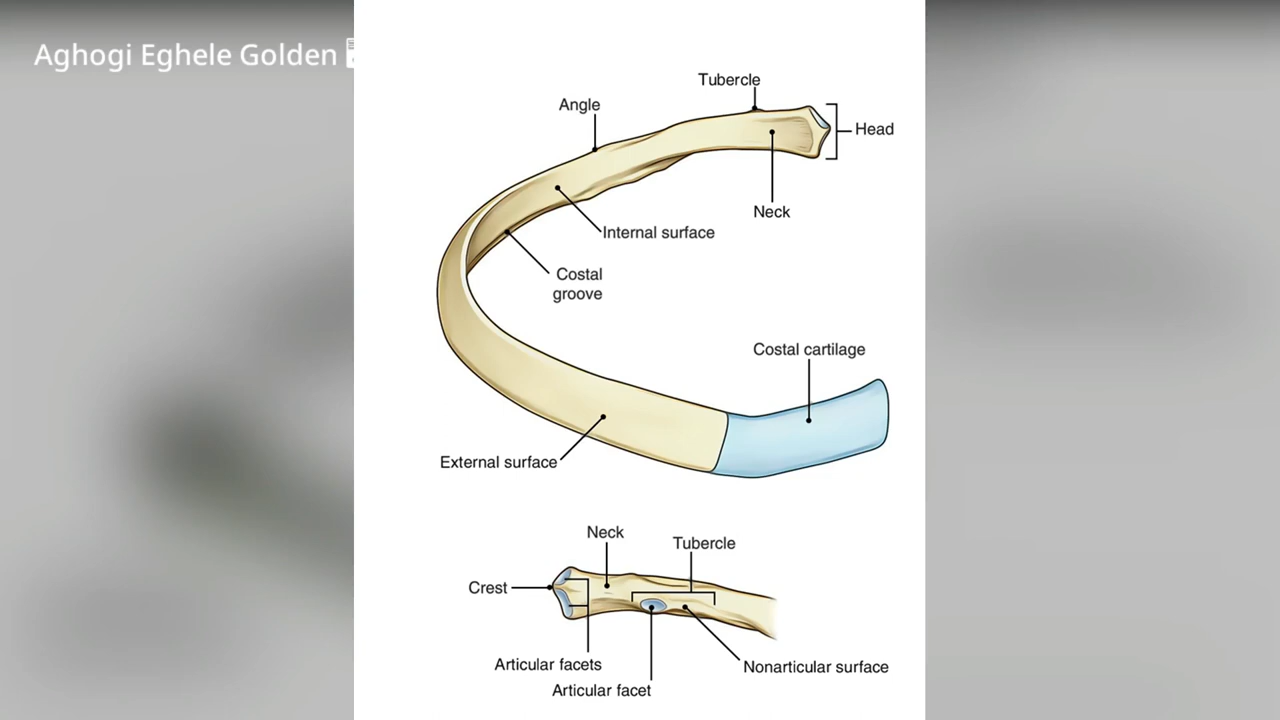 Aghogi Eghele Golden
Tubercle
Angle
Head
Neck
Internal surface
Costal
groove
Costal cartilage
External surface
Neck
Tubercle
Crest
Articular facets
Nonarticular surface
Articular facet